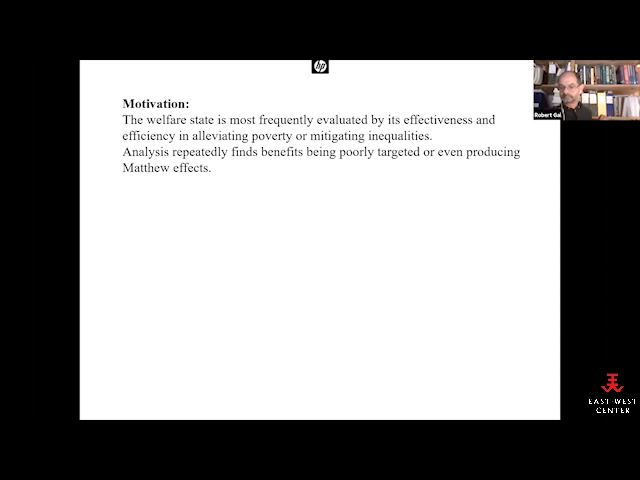 hp
Motivation:
The welfare state is most frequently evaluated by its effectiveness and
efficiency in alleviating poverty or mitigating inequalities.
Analysis repeatedly finds benefits being poorly targeted or even producing
Matthew effects.
Robert Gal
EAST-WEST
CENTER